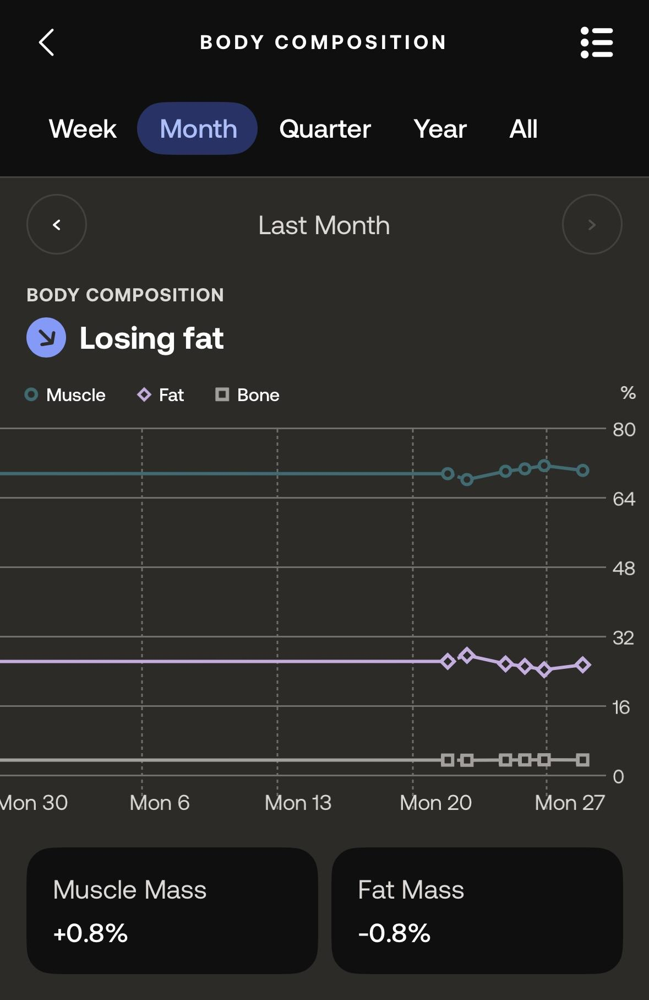 BODY COMPOSITION
Week Month Quarter Year All
Last Month
BODY COMPOSITION
Losing fat
Muscle Fat Bone
%
80
64
48
32
16
0
Mon 30 Mon 6 Mon 13 Mon 20 Mon 27
Muscle Mass
+0.8%
Fat Mass
-0.8%